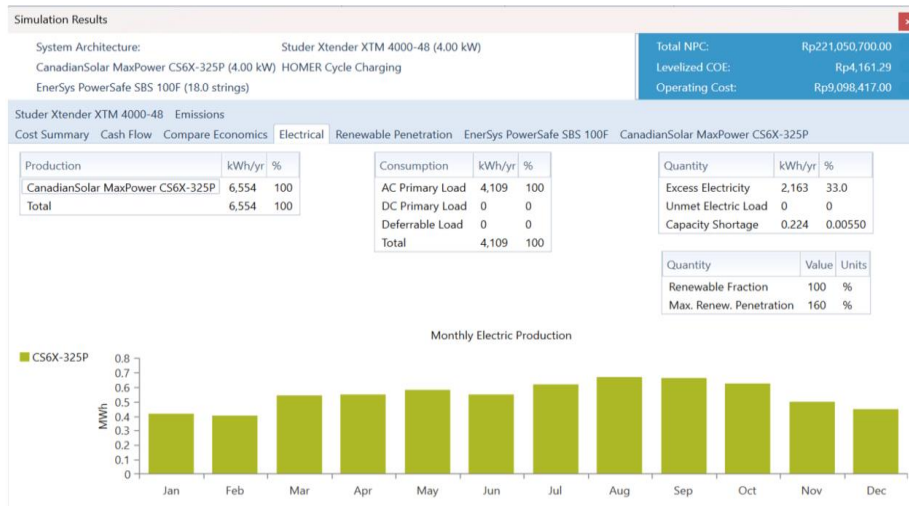 Simulation Results
x
System Architecture: Studer Xtender XTM 4000-48 (4.00 kW)
CanadianSolar MaxPower CS6X-325P (4.00 kW) HOMER Cycle Charging
EnerSys PowerSafe SBS 100F (18.0 strings)
Total NPC: Rp221,050,700.00
Levelized COE: Rp4,161.29
Operating Cost: Rp9,098,417.00
Studer Xtender XTM 4000-48 Emissions
Cost Summary Cash Flow Compare Economics Electrical Renewable Penetration EnerSys PowerSafe SBS 100F CanadianSolar MaxPower CS6X-325P
Production kWh/yr %
CanadianSolar MaxPower CS6X-325P 6,554 100
Total 6,554 100
Consumption kWh/yr %
AC Primary Load 4,109 100
DC Primary Load 0 0
Deferrable Load 0 0
Total 4,109 100
Quantity kWh/yr %
Excess Electricity 2,163 33.0
Unmet Electric Load 0 0
Capacity Shortage 0.224 0.00550
Quantity Value Units
Renewable Fraction 100 %
Max. Renew. Penetration 160 %
Monthly Electric Production
CS6X-325P
MWh
0.8
0.7
0.6
0.5
0.4
0.3
0.2
0.1
0
Jan Feb Mar Apr May Jun Jul Aug Sep Oct Nov Dec